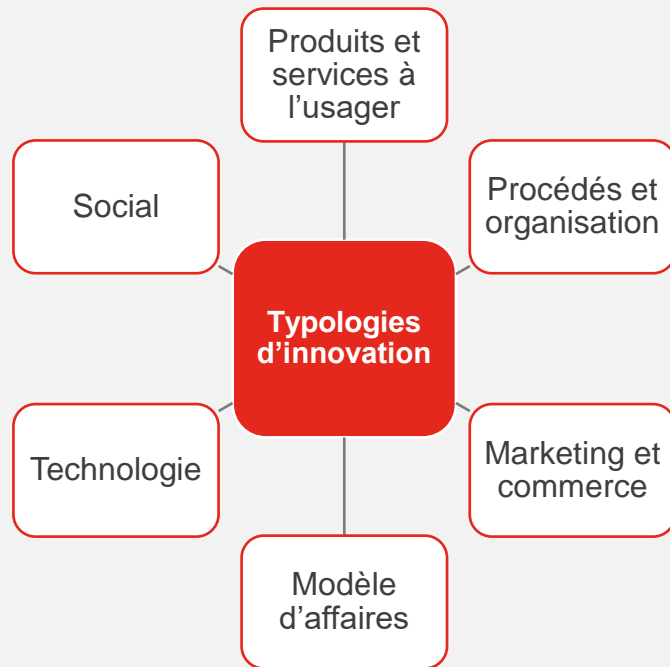 Produits et
services à
l’usager
Social
Procédés et
organisation
Typologies
d’innovation
Technologie
Marketing et
commerce
Modèle
d’affaires